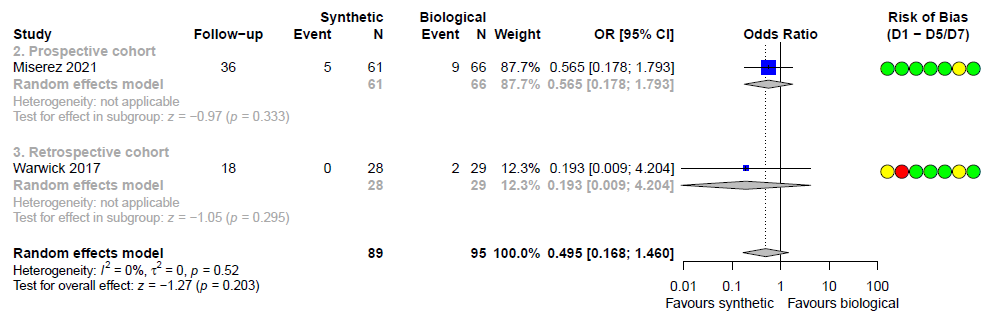 Synthetic Biological Risk of Bias
Study Follow−up Event N Event N Weight OR [95% CI] Odds Ratio (D1 − D5/D7)
2. Prospective cohort
Miserez 2021 36 5 61 9 66 87.7% 0.565 [0.178; 1.793]
Random effects model 61 66 87.7% 0.565 [0.178; 1.793]
Heterogeneity: not applicable
Test for effect in subgroup: z = −0.97 (p = 0.333)
3. Retrospective cohort
Warwick 2017 18 0 28 2 29 12.3% 0.193 [0.009; 4.204]
Random effects model 28 29 12.3% 0.193 [0.009; 4.204]
Heterogeneity: not applicable
Test for effect in subgroup: z = −1.05 (p = 0.295)
Random effects model 89 95 100.0% 0.495 [0.168; 1.460]
Heterogeneity: I² = 0%, τ² = 0, p = 0.52
Test for overall effect: z = −1.27 (p = 0.203)
0.01 0.1 1 10 100
Favours synthetic Favours biological